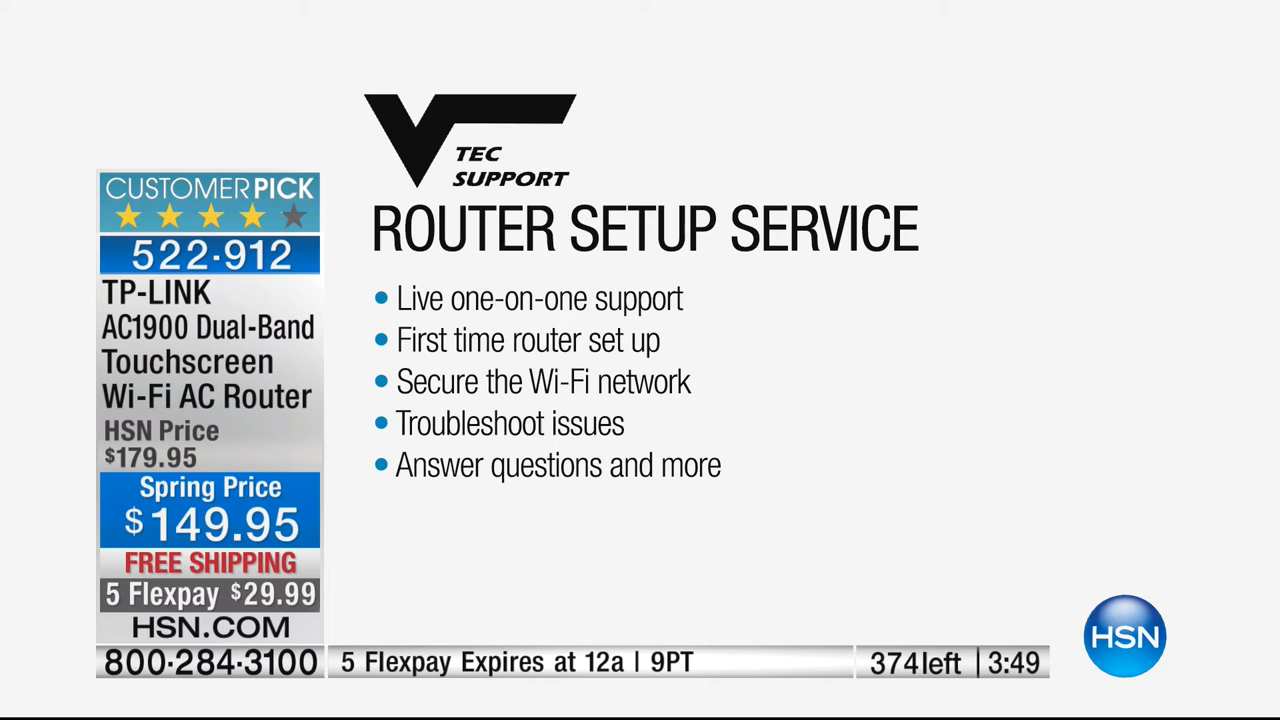 TEC
SUPPORT
ROUTER SETUP SERVICE
• Live one-on-one support
• First time router set up
• Secure the Wi-Fi network
• Troubleshoot issues
• Answer questions and more
CUSTOMERPICK
522·912
TP-LINK
AC1900 Dual-Band
Touchscreen
Wi-Fi AC Router
HSN Price
$179.95
Spring Price
$149.95
FREE SHIPPING
5 Flexpay $29.99
HSN.COM
800·284·3100
5 Flexpay Expires at 12a | 9PT
374 left | 3:49
HSN